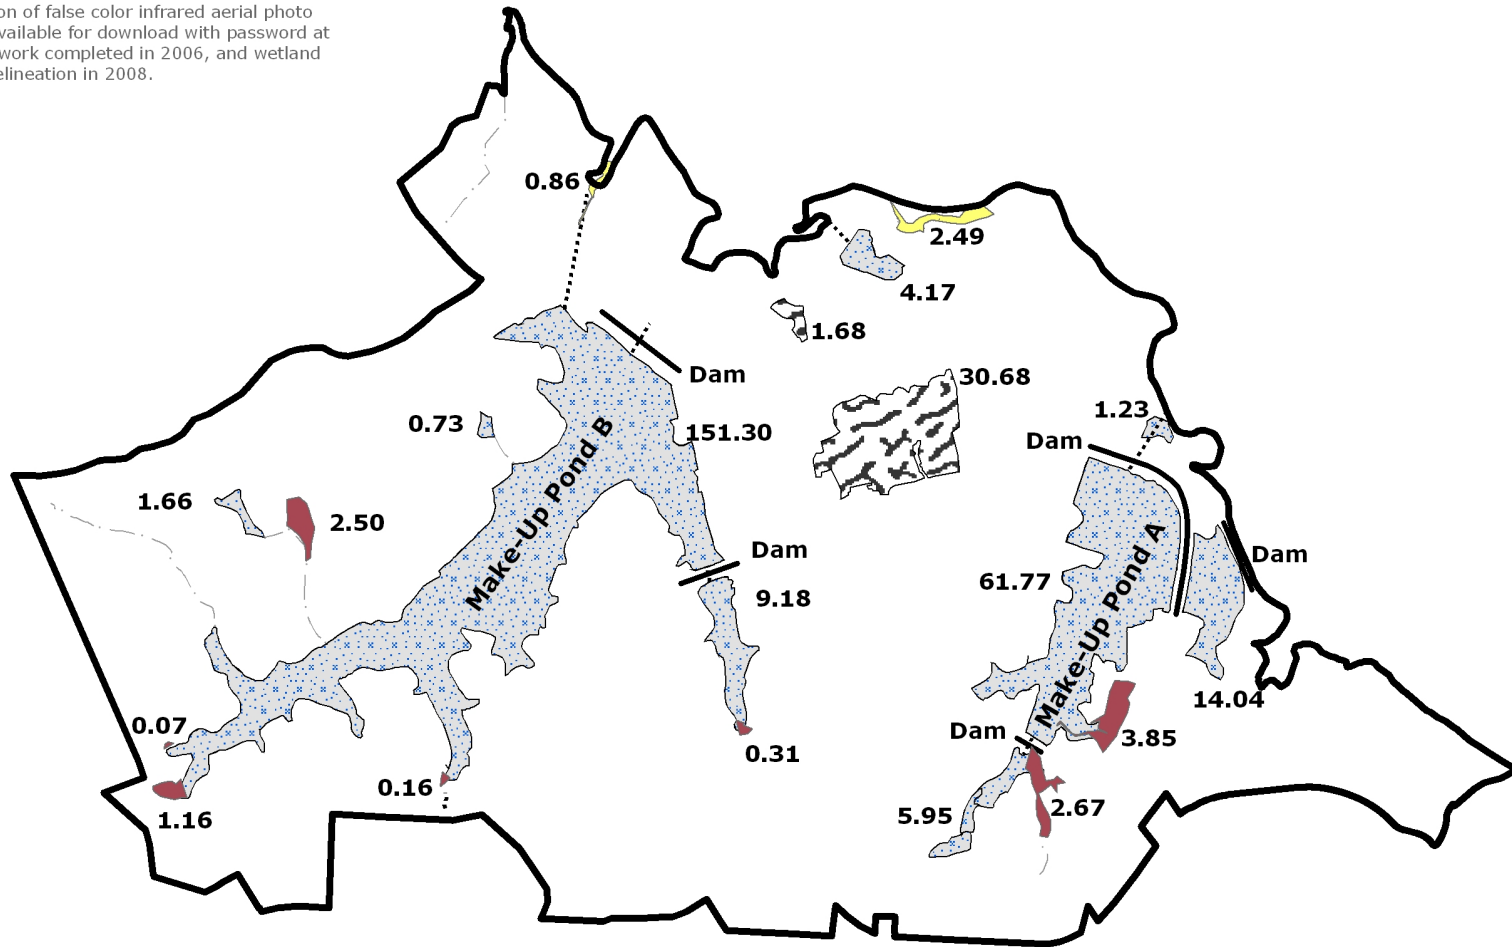 on of false color infrared aerial photo
vailable for download with password at
work completed in 2006, and wetland
elineation in 2008.
0.86
2.49
4.17
1.68
Dam
30.68
0.73
151.30
1.23
Dam
Make-Up Pond B
1.66
2.50
Dam
Dam
61.77
9.18
Make-Up Pond A
14.04
0.07
Dam
3.85
0.31
0.16
1.16
5.95
2.67